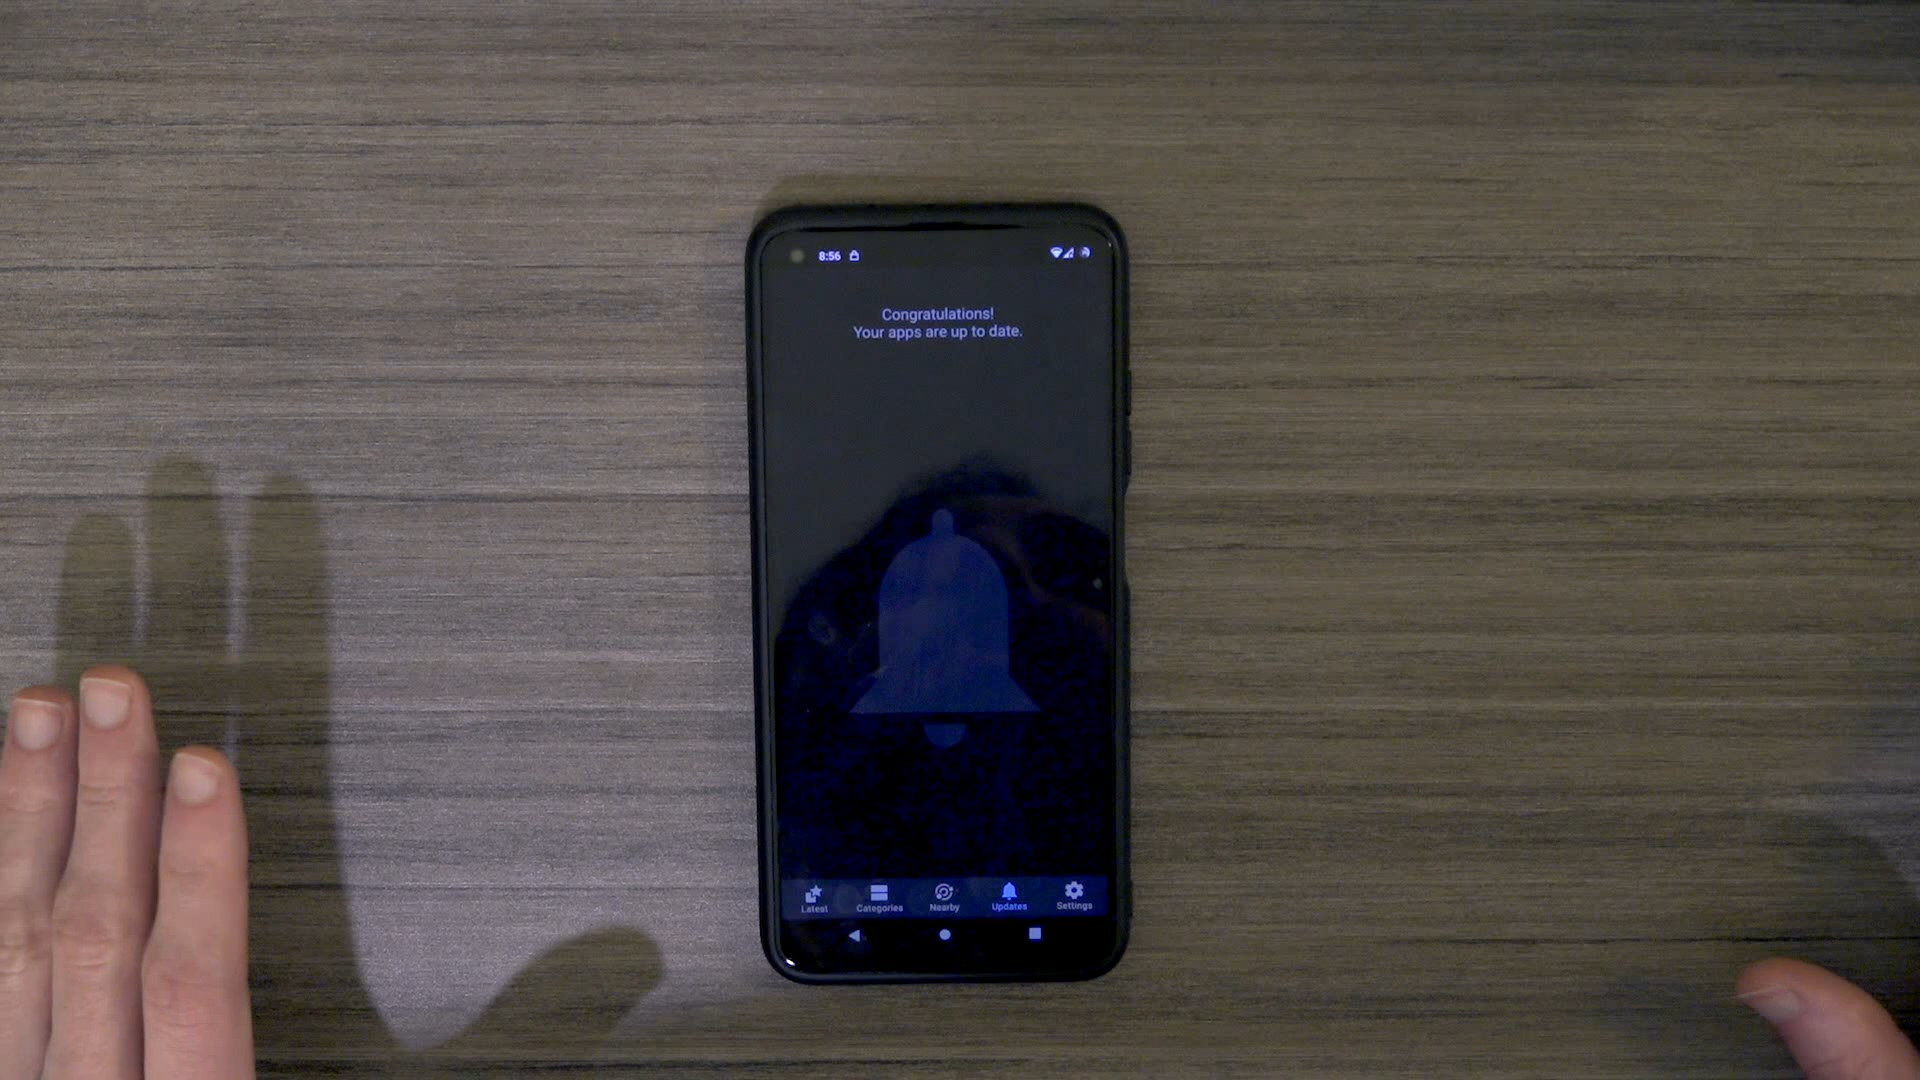 8:56
Congratulations!
Your apps are up to date.
Latest
Categories
Nearby
Updates
Settings